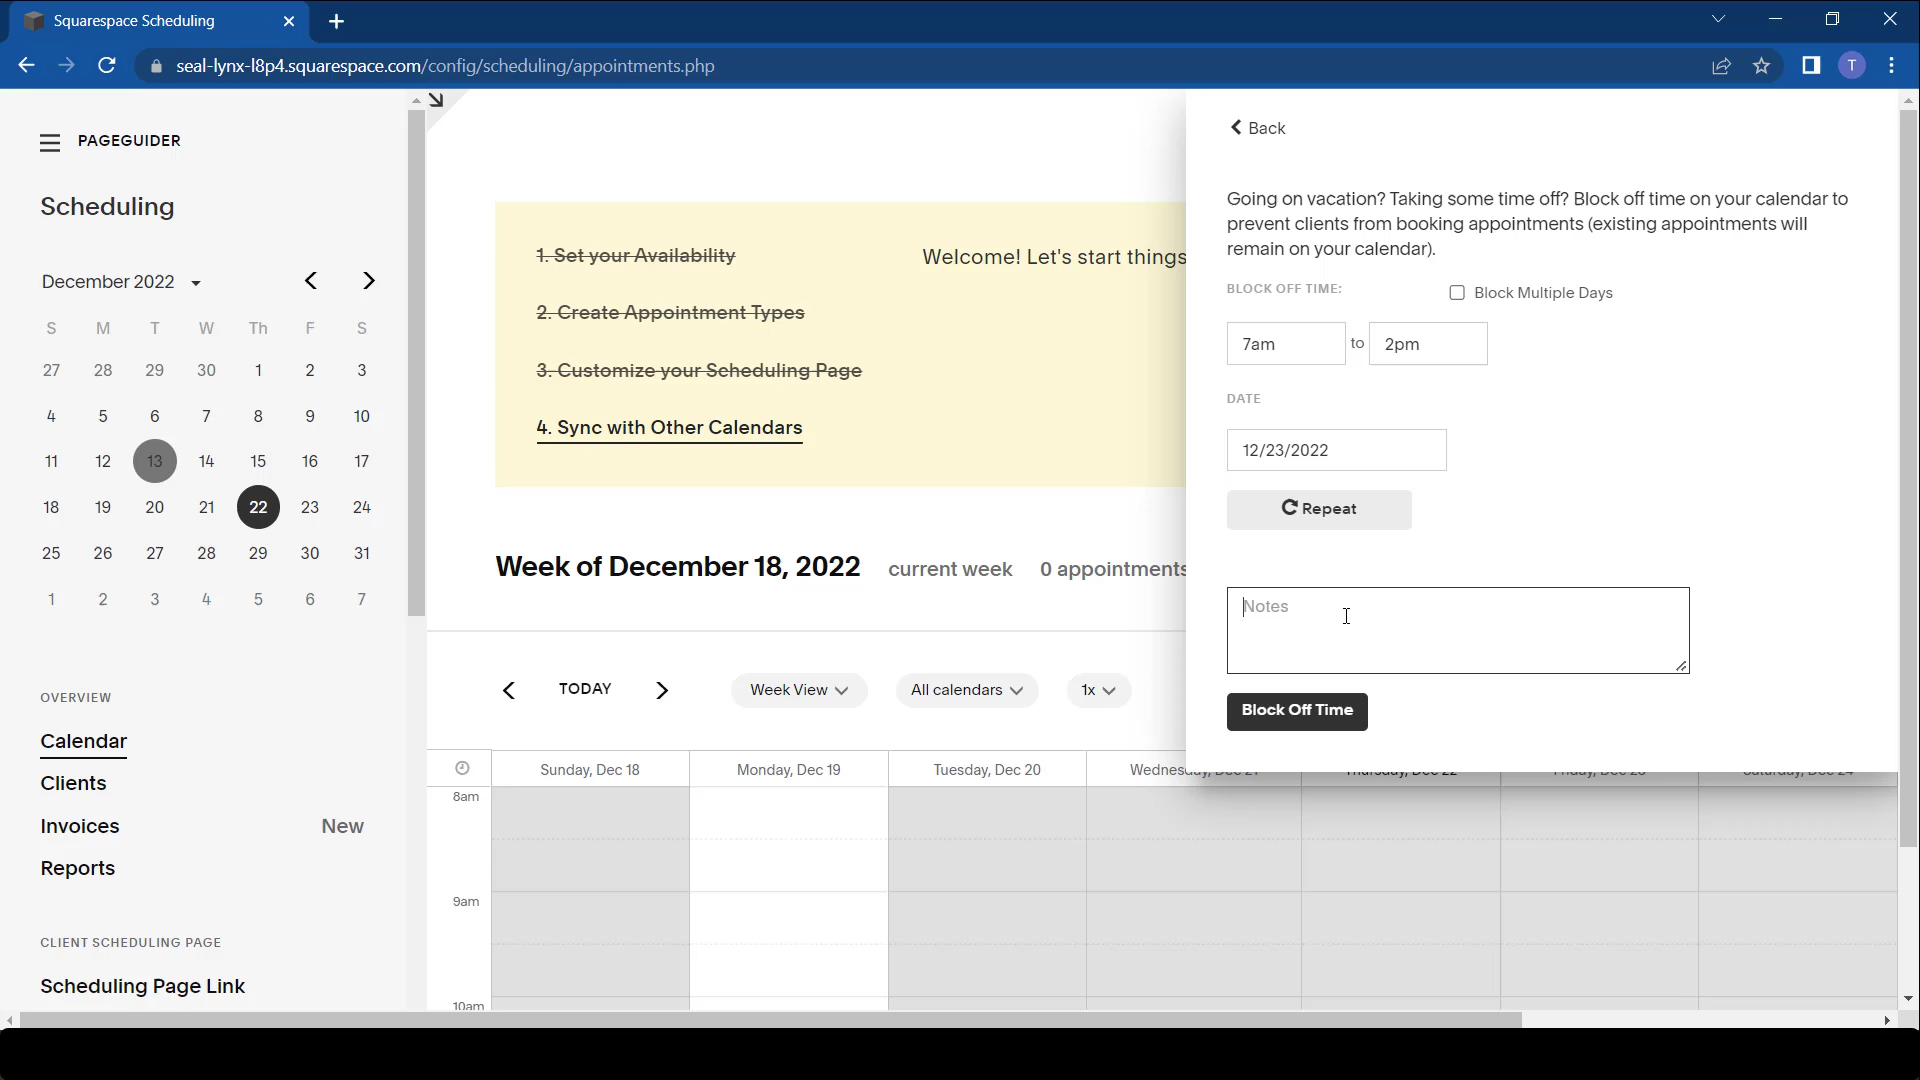 Squarespace Scheduling
seal-lynx-l8p4.squarespace.com/config/scheduling/appointments.php
T
PAGEGUIDER
Scheduling
December 2022
S M T W Th F S
27 28 29 30 1 2 3
4 5 6 7 8 9 10
11 12 13 14 15 16 17
18 19 20 21 22 23 24
25 26 27 28 29 30 31
1 2 3 4 5 6 7
OVERVIEW
Calendar
Clients
Invoices New
Reports
CLIENT SCHEDULING PAGE
Scheduling Page Link
1. Set your Availability
2. Create Appointment Types
3. Customize your Scheduling Page
4. Sync with Other Calendars
Welcome! Let's start things
Week of December 18, 2022 current week 0 appointments
TODAY Week View All calendars 1x
Sunday, Dec 18 Monday, Dec 19 Tuesday, Dec 20
8am
9am
10am
Back
Going on vacation? Taking some time off? Block off time on your calendar to
prevent clients from booking appointments (existing appointments will
remain on your calendar).
BLOCK OFF TIME: Block Multiple Days
7am to 2pm
DATE
12/23/2022
Repeat
Notes
Block Off Time